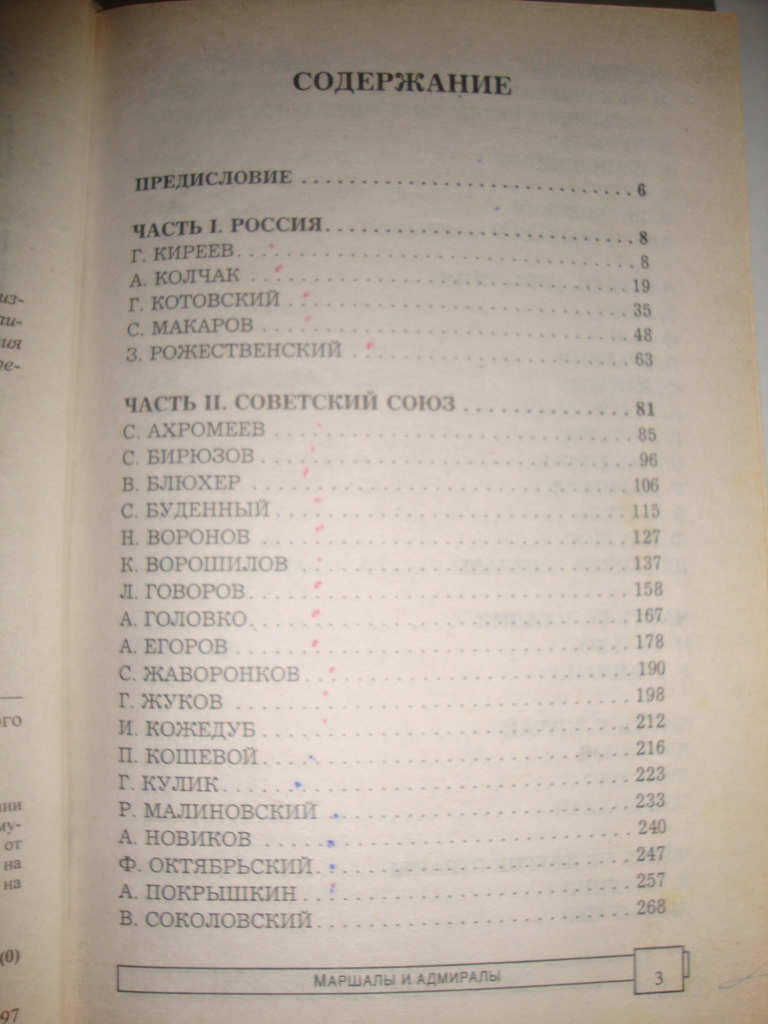 СОДЕРЖАНИЕ
ПРЕДИСЛОВИЕ . . . . . . . . . . . . . . . . . . . . . . . . . . . . . . 6
ЧАСТЬ I. РОССИЯ . . . . . . . . . . . . . . . . . . . . . . . . . . . . 8
Г. КИРЕЕВ . . . . . . . . . . . . . . . . . . . . . . . . . . . . . . 8
А. КОЛЧАК . . . . . . . . . . . . . . . . . . . . . . . . . . . . . . 19
Г. КОТОВСКИЙ . . . . . . . . . . . . . . . . . . . . . . . . . . . . 35
С. МАКАРОВ . . . . . . . . . . . . . . . . . . . . . . . . . . . . . 48
З. РОЖЕСТВЕНСКИЙ . . . . . . . . . . . . . . . . . . . . . . . . 63
ЧАСТЬ II. СОВЕТСКИЙ СОЮЗ . . . . . . . . . . . . . . . . 81
С. АХРОМЕЕВ . . . . . . . . . . . . . . . . . . . . . . . . . . . . 85
С. БИРЮЗОВ . . . . . . . . . . . . . . . . . . . . . . . . . . . . 96
В. БЛЮХЕР . . . . . . . . . . . . . . . . . . . . . . . . . . . . . 106
С. БУДЕННЫЙ . . . . . . . . . . . . . . . . . . . . . . . . . . . 115
Н. ВОРОНОВ . . . . . . . . . . . . . . . . . . . . . . . . . . . . 127
К. ВОРОШИЛОВ . . . . . . . . . . . . . . . . . . . . . . . . . . 137
Л. ГОВОРОВ . . . . . . . . . . . . . . . . . . . . . . . . . . . . 158
А. ГОЛОВКО . . . . . . . . . . . . . . . . . . . . . . . . . . . . 167
А. ЕГОРОВ . . . . . . . . . . . . . . . . . . . . . . . . . . . . . 178
С. ЖАВОРОНКОВ . . . . . . . . . . . . . . . . . . . . . . . . . 190
Г. ЖУКОВ . . . . . . . . . . . . . . . . . . . . . . . . . . . . . 198
И. КОЖЕДУБ . . . . . . . . . . . . . . . . . . . . . . . . . . . . 212
П. КОШЕВОЙ . . . . . . . . . . . . . . . . . . . . . . . . . . . . 216
Г. КУЛИК . . . . . . . . . . . . . . . . . . . . . . . . . . . . . 223
Р. МАЛИНОВСКИЙ . . . . . . . . . . . . . . . . . . . . . . . . 233
А. НОВИКОВ . . . . . . . . . . . . . . . . . . . . . . . . . . . . 240
Ф. ОКТЯБРЬСКИЙ . . . . . . . . . . . . . . . . . . . . . . . . 247
А. ПОКРЫШКИН . . . . . . . . . . . . . . . . . . . . . . . . . . 257
В. СОКОЛОВСКИЙ . . . . . . . . . . . . . . . . . . . . . . . . 268
МАРШАЛЫ И АДМИРАЛЫ 3